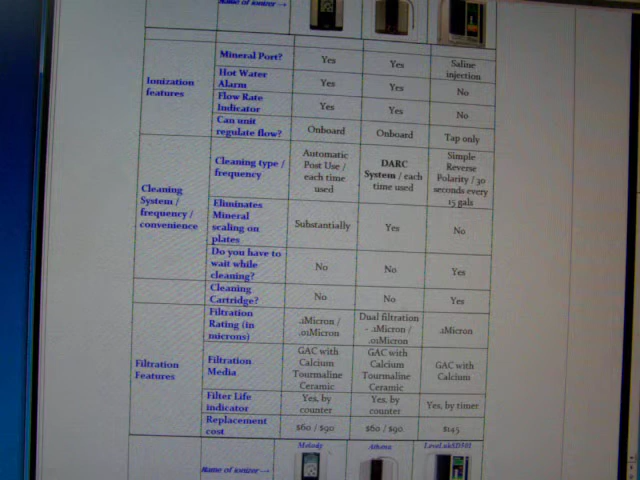 Name of ionizer →
Ionization features
Mineral Port? Yes Yes Saline injection
Hot Water Alarm Yes Yes No
Flow Rate Indicator Yes Yes No
Can unit regulate flow? Onboard Onboard Tap only
Cleaning System / frequency / convenience
Cleaning type / frequency
Automatic Post Use / each time used
DARC System / each time used
Simple Reverse Polarity / 30 seconds every 15 gals
Eliminates Mineral scaling on plates Substantially Yes No
Do you have to wait while cleaning? No No Yes
Cleaning Cartridge? No No Yes
Filtration Features
Filtration Rating (in microns)
.1Micron / .01Micron
Dual filtration - .1Micron / .01Micron
.1Micron
Filtration Media
GAC with Calcium Tourmaline Ceramic
GAC with Calcium Tourmaline Ceramic
GAC with Calcium
Filter Life indicator Yes, by counter Yes, by counter Yes, by timer
Replacement cost $60 / $90 $60 / $90 $145
Name of ionizer →
Melody Athena LeveLukSD501